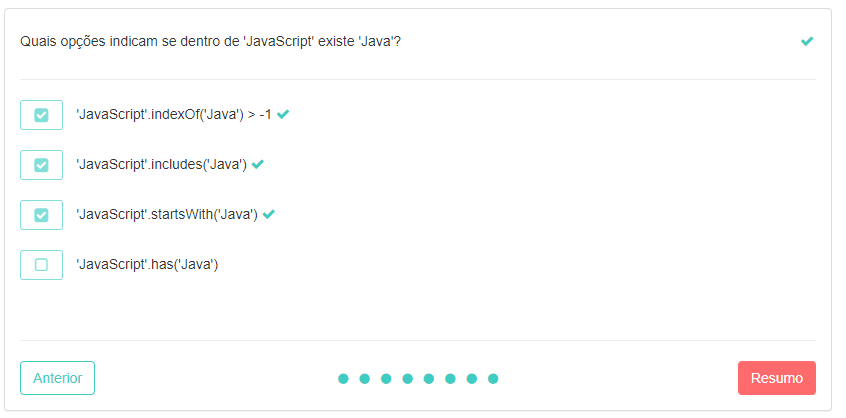 Quais opções indicam se dentro de 'JavaScript' existe 'Java'?
'JavaScript'.indexOf('Java') > -1
'JavaScript'.includes('Java')
'JavaScript'.startsWith('Java')
'JavaScript'.has('Java')
Anterior
Resumo